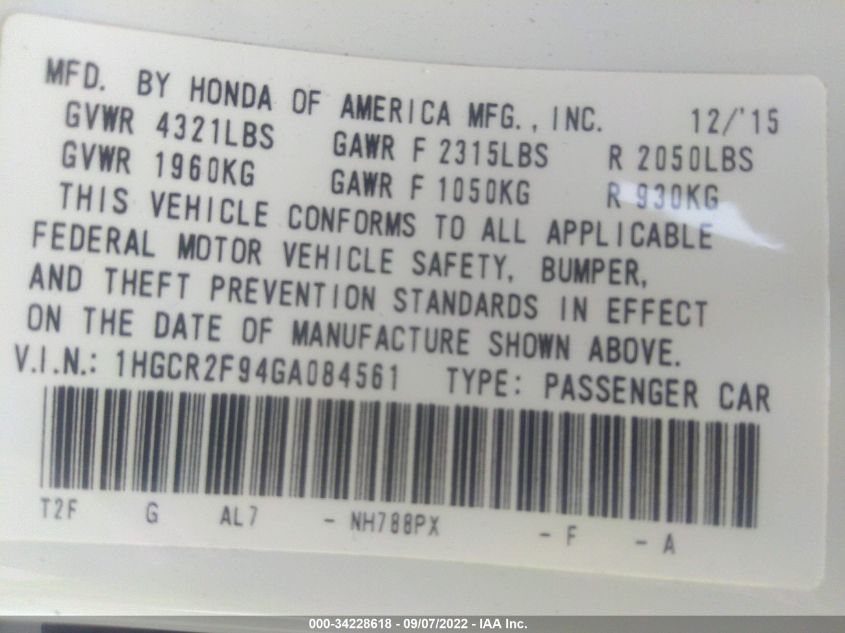 MFD. BY HONDA OF AMERICA MFG., INC. 12/'15
GVWR 4321LBS GAWR F 2315LBS R 2050LBS
GVWR 1960KG GAWR F 1050KG R 930KG
THIS VEHICLE CONFORMS TO ALL APPLICABLE
FEDERAL MOTOR VEHICLE SAFETY, BUMPER,
AND THEFT PREVENTION STANDARDS IN EFFECT
ON THE DATE OF MANUFACTURE SHOWN ABOVE.
V.I.N.: 1HGCR2F94GA084561 TYPE: PASSENGER CAR
T2F G AL7 - NH788PX - F - A
000-34228618 - 09/07/2022 - IAA Inc.